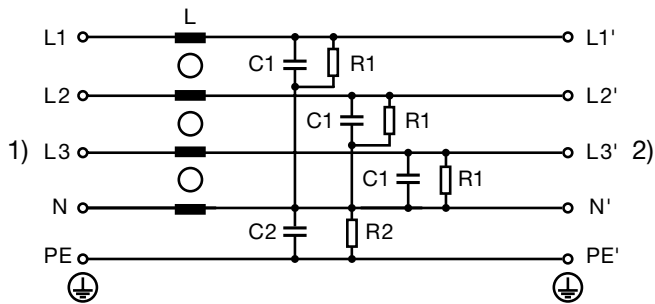 L
L1 L1'
C1 R1
L2 L2'
C1 R1
1) L3 L3' 2)
C1 R1
N N'
C2 R2
PE PE'